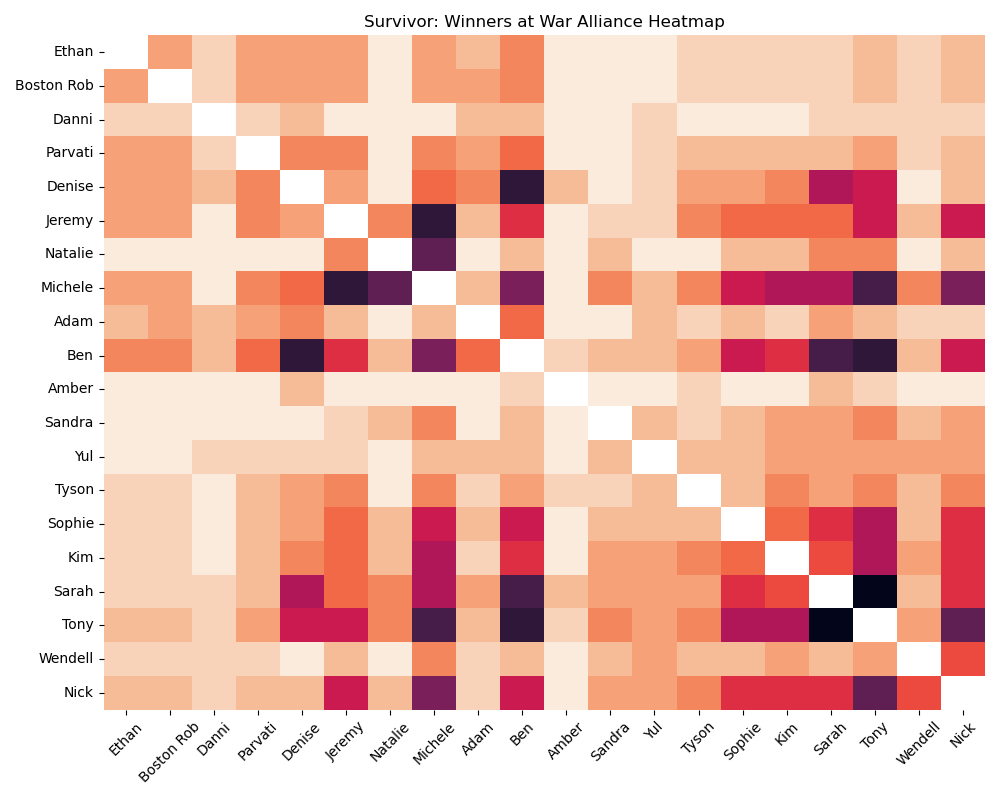 Survivor: Winners at War Alliance Heatmap
Ethan
Boston Rob
Danni
Parvati
Denise
Jeremy
Natalie
Michele
Adam
Ben
Amber
Sandra
Yul
Tyson
Sophie
Kim
Sarah
Tony
Wendell
Nick
Ethan
Boston Rob
Danni
Parvati
Denise
Jeremy
Natalie
Michele
Adam
Ben
Amber
Sandra
Yul
Tyson
Sophie
Kim
Sarah
Tony
Wendell
Nick